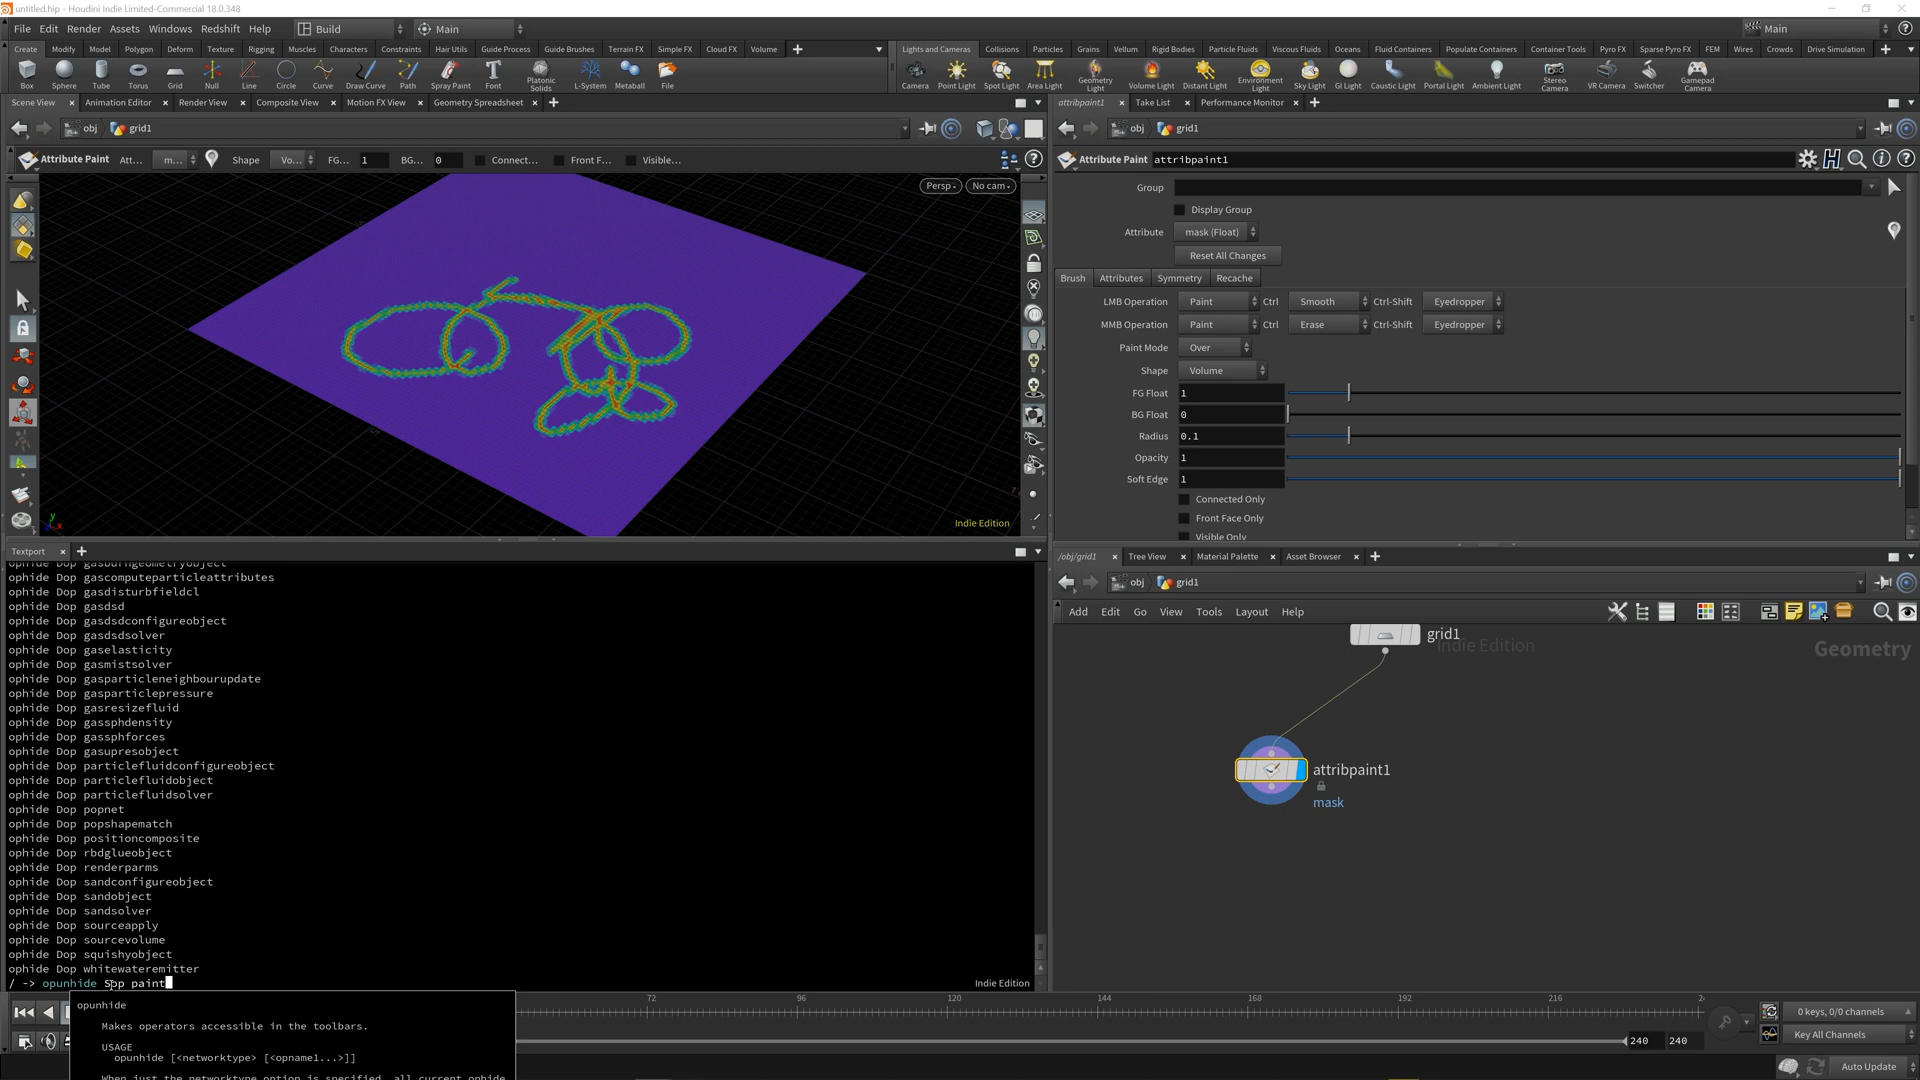 untitled.hip - Houdini Indie Limited-Commercial 18.0.348
File Edit Render Assets Windows Redshift Help Build Main Main
Create Modify Model Polygon Deform Texture Rigging Muscles Characters Constraints Hair Utils Guide Process Guide Brushes Terrain FX Simple FX Cloud FX Volume
Lights and Cameras Collisions Particles Grains Vellum Rigid Bodies Particle Fluids Viscous Fluids Oceans Fluid Containers Populate Containers Container Tools Pyro FX Sparse Pyro FX FEM Wires Crowds Drive Simulation
Box Sphere Tube Torus Grid Null Line Circle Curve Draw Curve Path Spray Paint Font Platonic Solids L-System Metaball File
Camera Point Light Spot Light Area Light Geometry Light Volume Light Distant Light Environment Light Sky Light GI Light Caustic Light Portal Light Ambient Light Stereo Camera VR Camera Switcher Gamepad Camera
Scene View Animation Editor Render View Composite View Motion FX View Geometry Spreadsheet
obj grid1
Attribute Paint Att... m... Shape Vo... FG... 1 BG... 0 Connect... Front F... Visible...
Persp No cam
Indie Edition
attribpaint1 Take List Performance Monitor
obj grid1
Attribute Paint attribpaint1
Group
Display Group
Attribute mask (Float)
Reset All Changes
Brush Attributes Symmetry Recache
LMB Operation Paint Ctrl Smooth Ctrl-Shift Eyedropper
MMB Operation Paint Ctrl Erase Ctrl-Shift Eyedropper
Paint Mode Over
Shape Volume
FG Float 1
BG Float 0
Radius 0.1
Opacity 1
Soft Edge 1
Connected Only
Front Face Only
Visible Only
Textport
ophide Dop gasburngeometryobject
ophide Dop gascomputeparticleattributes
ophide Dop gasdisturbfieldcl
ophide Dop gasdsd
ophide Dop gasdsdconfigureobject
ophide Dop gasdsdsolver
ophide Dop gaselasticity
ophide Dop gasmistsolver
ophide Dop gasparticleneighbourupdate
ophide Dop gasparticlepressure
ophide Dop gasresizefluid
ophide Dop gassphdensity
ophide Dop gassphforces
ophide Dop gasupresobject
ophide Dop particlefluidconfigureobject
ophide Dop particlefluidobject
ophide Dop particlefluidsolver
ophide Dop popnet
ophide Dop popshapematch
ophide Dop positioncomposite
ophide Dop rbdglueobject
ophide Dop renderparms
ophide Dop sandconfigureobject
ophide Dop sandobject
ophide Dop sandsolver
ophide Dop sourceapply
ophide Dop sourcevolume
ophide Dop squishyobject
ophide Dop whitewateremitter
/ -> opunhide Sop paint
Indie Edition
opunhide
Makes operators accessible in the toolbars.
USAGE
opunhide [<networktype> [<opname1...>]]
When just the networktype option is specified, all current ophide
/obj/grid1 Tree View Material Palette Asset Browser
obj grid1
Add Edit Go View Tools Layout Help
grid1
Indie Edition
Geometry
attribpaint1
mask
72 96 120 144 168 192 216 2
240 240
0 keys, 0/0 channels
Key All Channels
Auto Update